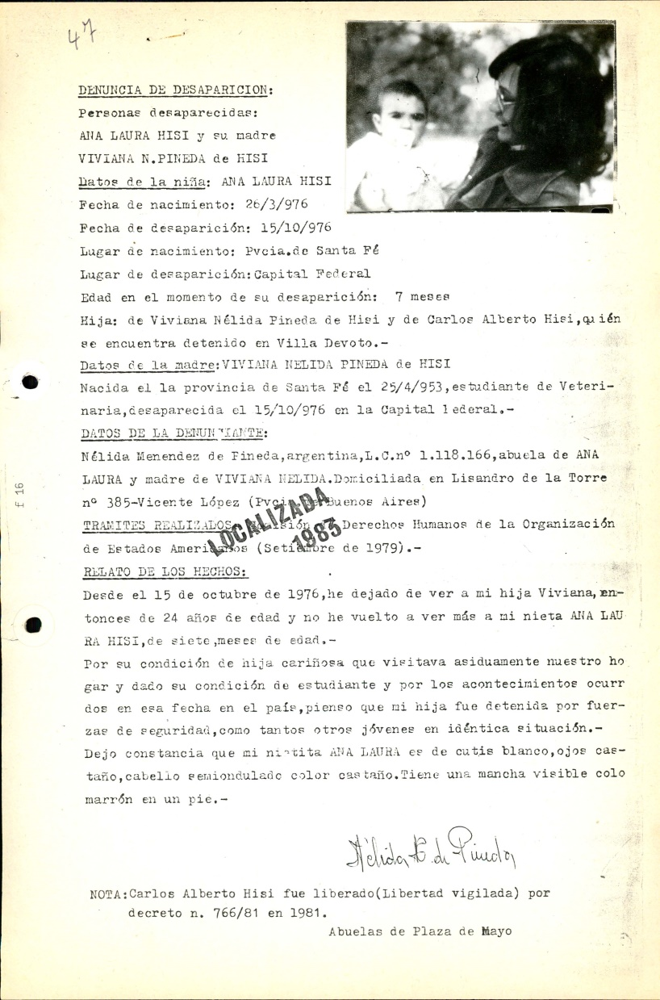 47
DENUNCIA DE DESAPARICION:
Personas desaparecidas:
ANA LAURA HISI y su madre
VIVIANA N.PINEDA de HISI
Datos de la niña: ANA LAURA HISI
Fecha de nacimiento: 26/3/976
Fecha de desaparición: 15/10/976
Lugar de nacimiento: Pvcia.de Santa Fé
Lugar de desaparición:Capital Federal
Edad en el momento de su desaparición: 7 meses
Hija: de Viviana Nélida Pineda de Hisi y de Carlos Alberto Hisi,quién
se encuentra detenido en Villa Devoto.-
Datos de la madre:VIVIANA NELIDA PINEDA de HISI
Nacida el la provincia de Santa Fé el 25/4/953,estudiante de Veteri-
naria,desaparecida el 15/10/976 en la Capital Federal.-
DATOS DE LA DENUNCIANTE:
Nélida Menendez de Pineda,argentina,L.C.nº 1.118.166,abuela de ANA
LAURA y madre de VIVIANA NELIDA.Domiciliada en Lisandro de la Torre
nº 385-Vicente López (Pvcia.de Buenos Aires)
TRAMITES REALIZADOS: Comisión de Derechos Humanos de la Organización
de Estados Americanos (Setiembre de 1979).-
LOCALIZADA
1983
RELATO DE LOS HECHOS:
Desde el 15 de octubre de 1976,he dejado de ver a mi hija Viviana,en-
tonces de 24 años de edad y no he vuelto a ver más a mi nieta ANA LAU
RA HISI,de siete,meses de edad.-
Por su condición de hija cariñosa que visitava asiduamente nuestro ho
gar y dado su condición de estudiante y por los acontecimientos ocurr
dos en esa fecha en el país,pienso que mi hija fue detenida por fuer-
zas de seguridad,como tantos otros jóvenes en idéntica situación.-
Dejo constancia que mi nietita ANA LAURA es de cutis blanco,ojos cas-
taño,cabello semiondulado color castaño.Tiene una mancha visible colo
marrón en un pie.-
Nélida M. de Pineda
NOTA:Carlos Alberto Hisi fue liberado(Libertad vigilada) por
decreto n. 766/81 en 1981.
Abuelas de Plaza de Mayo
F 16